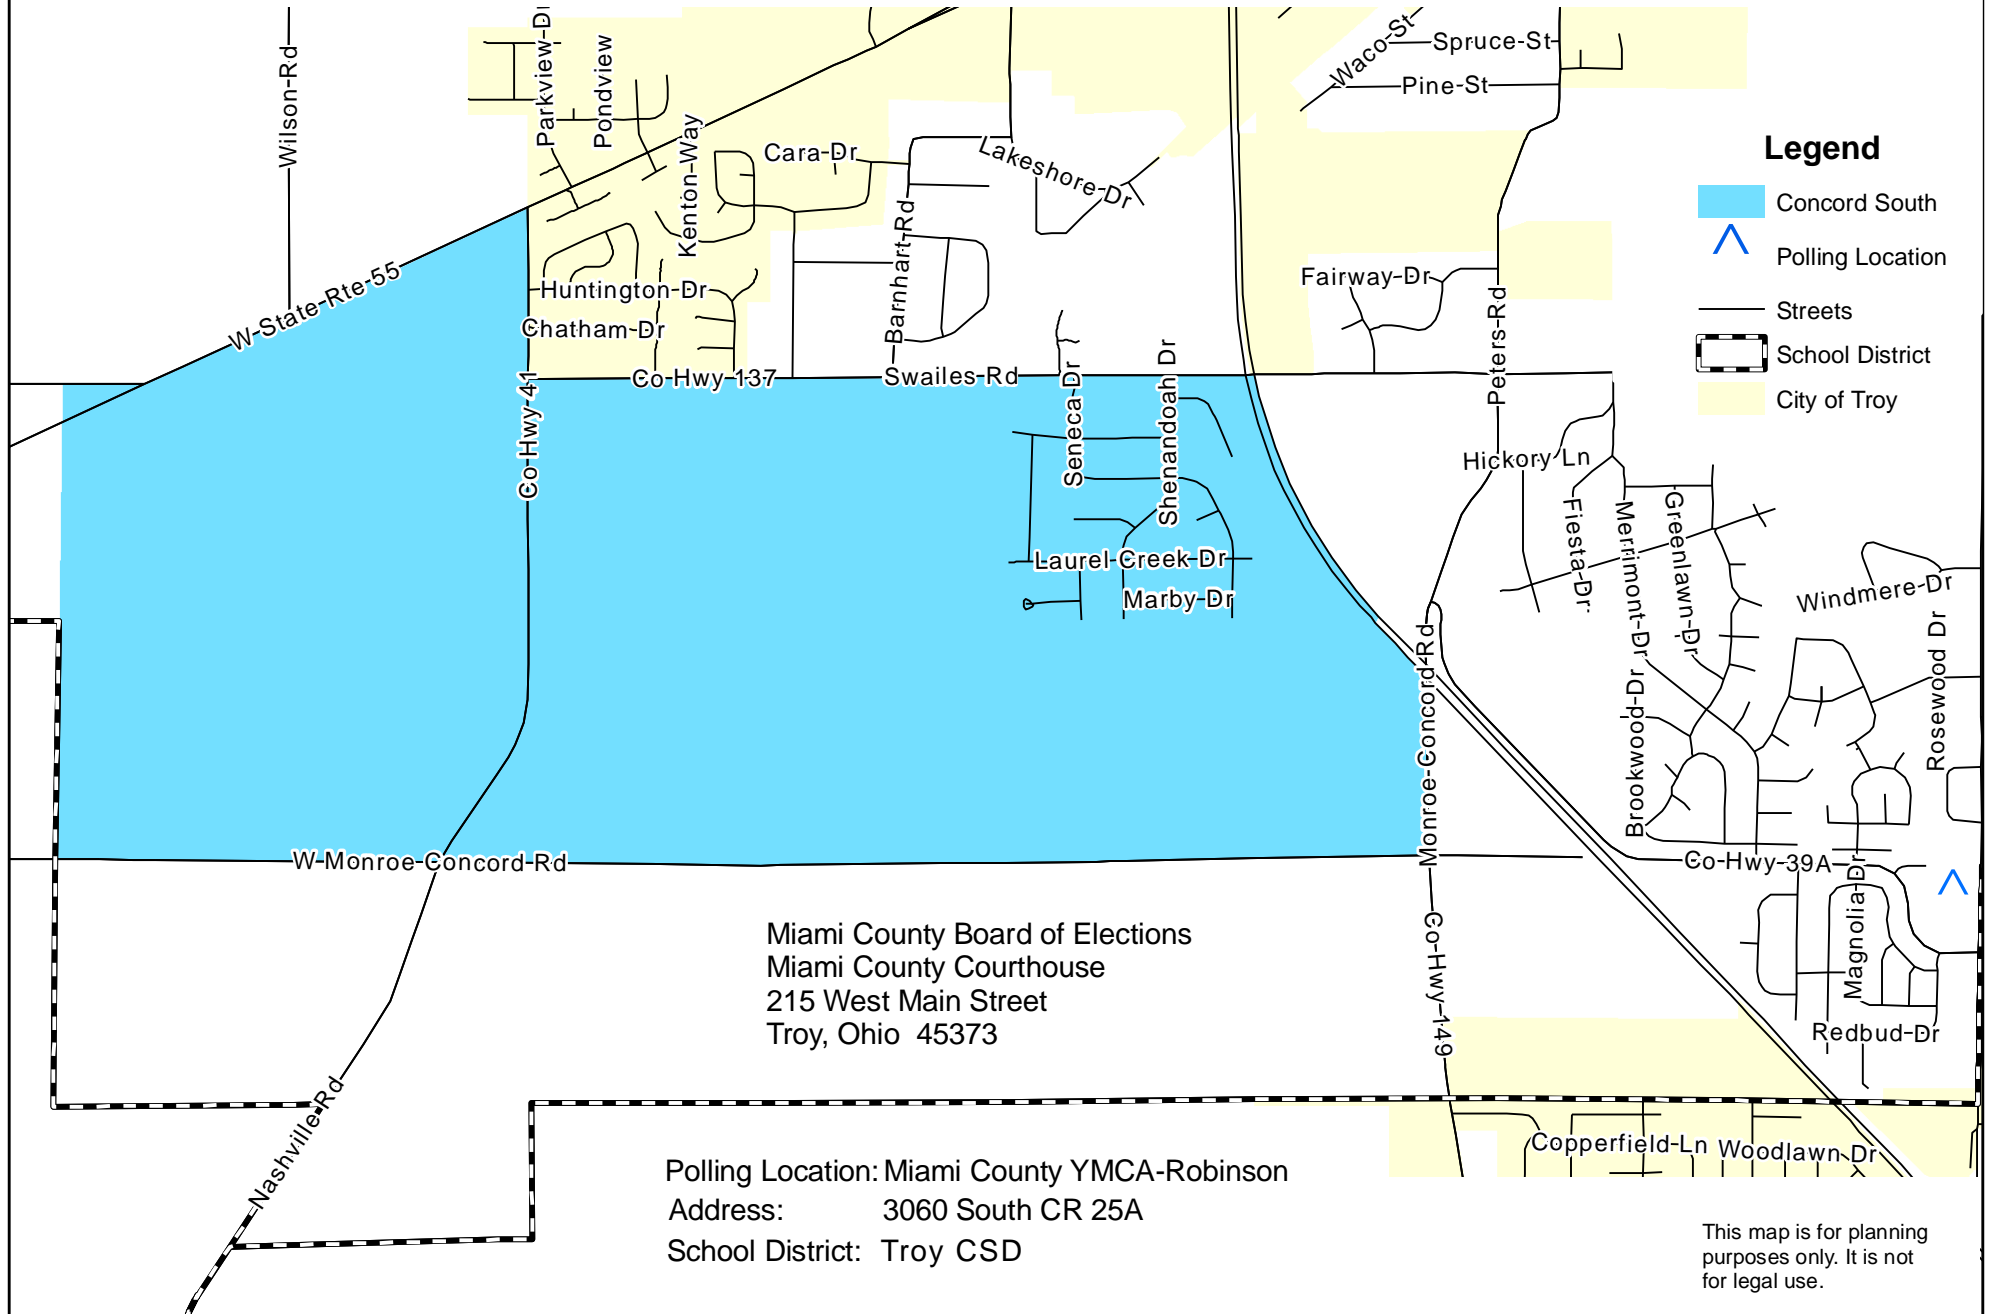 Wilson-Rd
Parkview-Dr
Pondview
Kenton-Way
Cara-Dr
Lakeshore-Dr
Waco-St
Spruce-St
Pine-St
Legend
Concord South
Polling Location
Streets
School District
City of Troy
W-State-Rte-55
Huntington-Dr
Chatham-Dr
Barnhart-Rd
Fairway-Dr
Peters-Rd
Co Hwy 137
Swailes-Rd
Co Hwy 41
Seneca-Dr
Shenandoah Dr
Hickory Ln
Fiesta-Dr
Merrimont-Dr
Greenlawn-Dr
Laurel Creek Dr
Marby-Dr
Windmere-Dr
Rosewood Dr
Monroe-Concord-Rd
Brookwood-Dr
W Monroe-Concord Rd
Co-Hwy-39A
Magnolia-Dr
Miami County Board of Elections
Miami County Courthouse
215 West Main Street
Troy, Ohio 45373
Co-Hwy-149
Redbud-Dr
Nashville-Rd
Copperfield-Ln
Woodlawn Dr
Polling Location: Miami County YMCA-Robinson
Address: 3060 South CR 25A
School District: Troy CSD
This map is for planning
purposes only. It is not
for legal use.